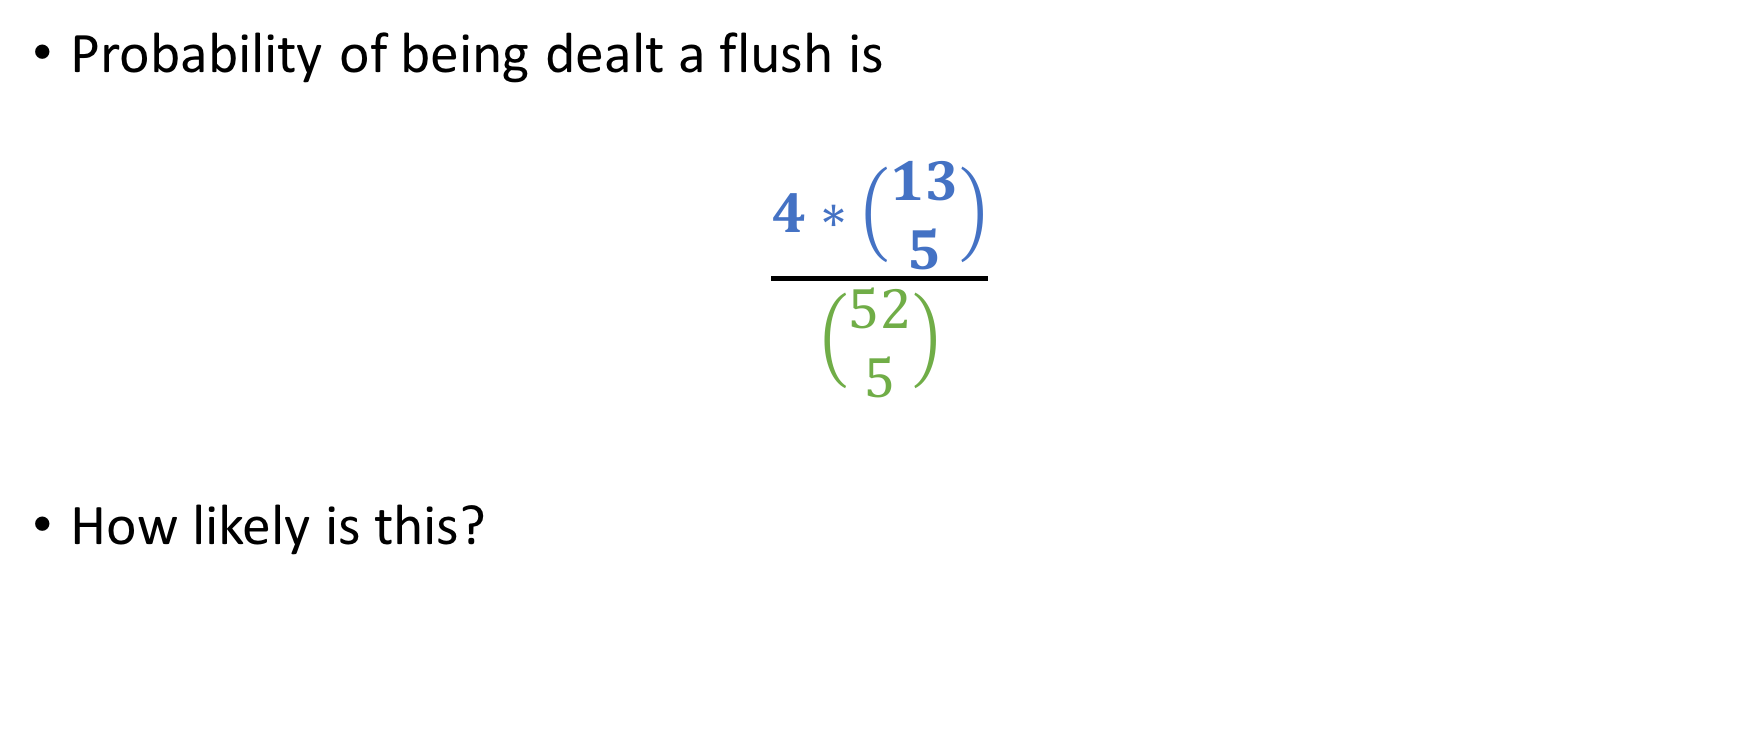 • Probability of being dealt a flush is
4 * (13
5)
(52
5)
• How likely is this?